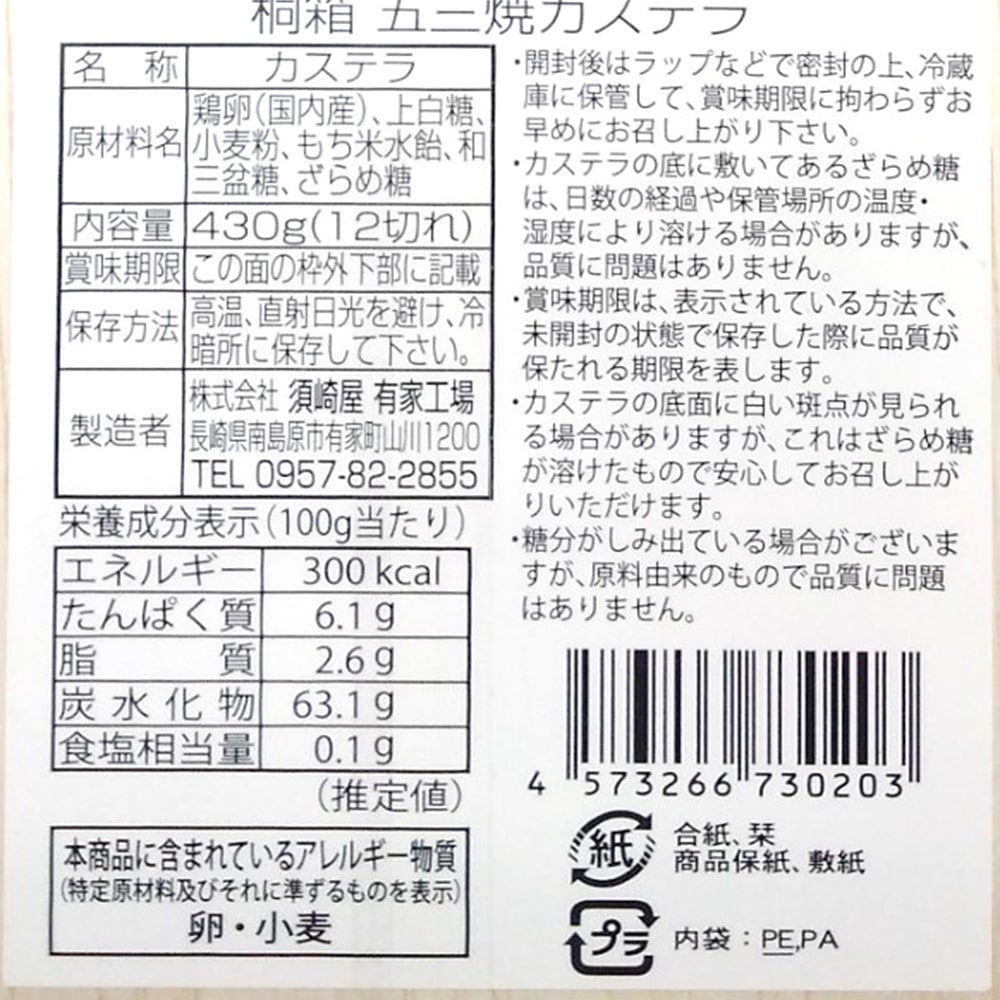 桐箱 五三焼カステラ
名 称 カステラ
原材料名 鶏卵(国内産)、上白糖、
小麦粉、もち米水飴、和
三盆糖、ざらめ糖
内容量 430g(12切れ)
賞味期限 この面の枠外下部に記載
保存方法 高温、直射日光を避け、冷
暗所に保存して下さい。
製造者 株式会社 須崎屋 有家工場
長崎県南島原市有家町山川1200
TEL 0957-82-2855
栄養成分表示(100g当たり)
エネルギー 300 kcal
たんぱく質 6.1 g
脂 質 2.6 g
炭水化物 63.1 g
食塩相当量 0.1 g
(推定値)
本商品に含まれているアレルギー物質
(特定原材料及びそれに準ずるものを表示)
卵・小麦
・開封後はラップなどで密封の上、冷蔵
庫に保管して、賞味期限に拘わらずお
早めにお召し上がり下さい。
・カステラの底に敷いてあるざらめ糖
は、日数の経過や保管場所の温度・
湿度により溶ける場合がありますが、
品質に問題はありません。
・賞味期限は、表示されている方法で、
未開封の状態で保存した際に品質が
保たれる期限を表します。
・カステラの底面に白い斑点が見られ
る場合がありますが、これはざらめ糖
が溶けたもので安心してお召し上が
りいただけます。
・糖分がしみ出ている場合がございま
すが、原料由来のもので品質に問題
はありません。
4 573266 730203
紙 合紙、栞
商品保紙、敷紙
プラ 内袋：PE,PA